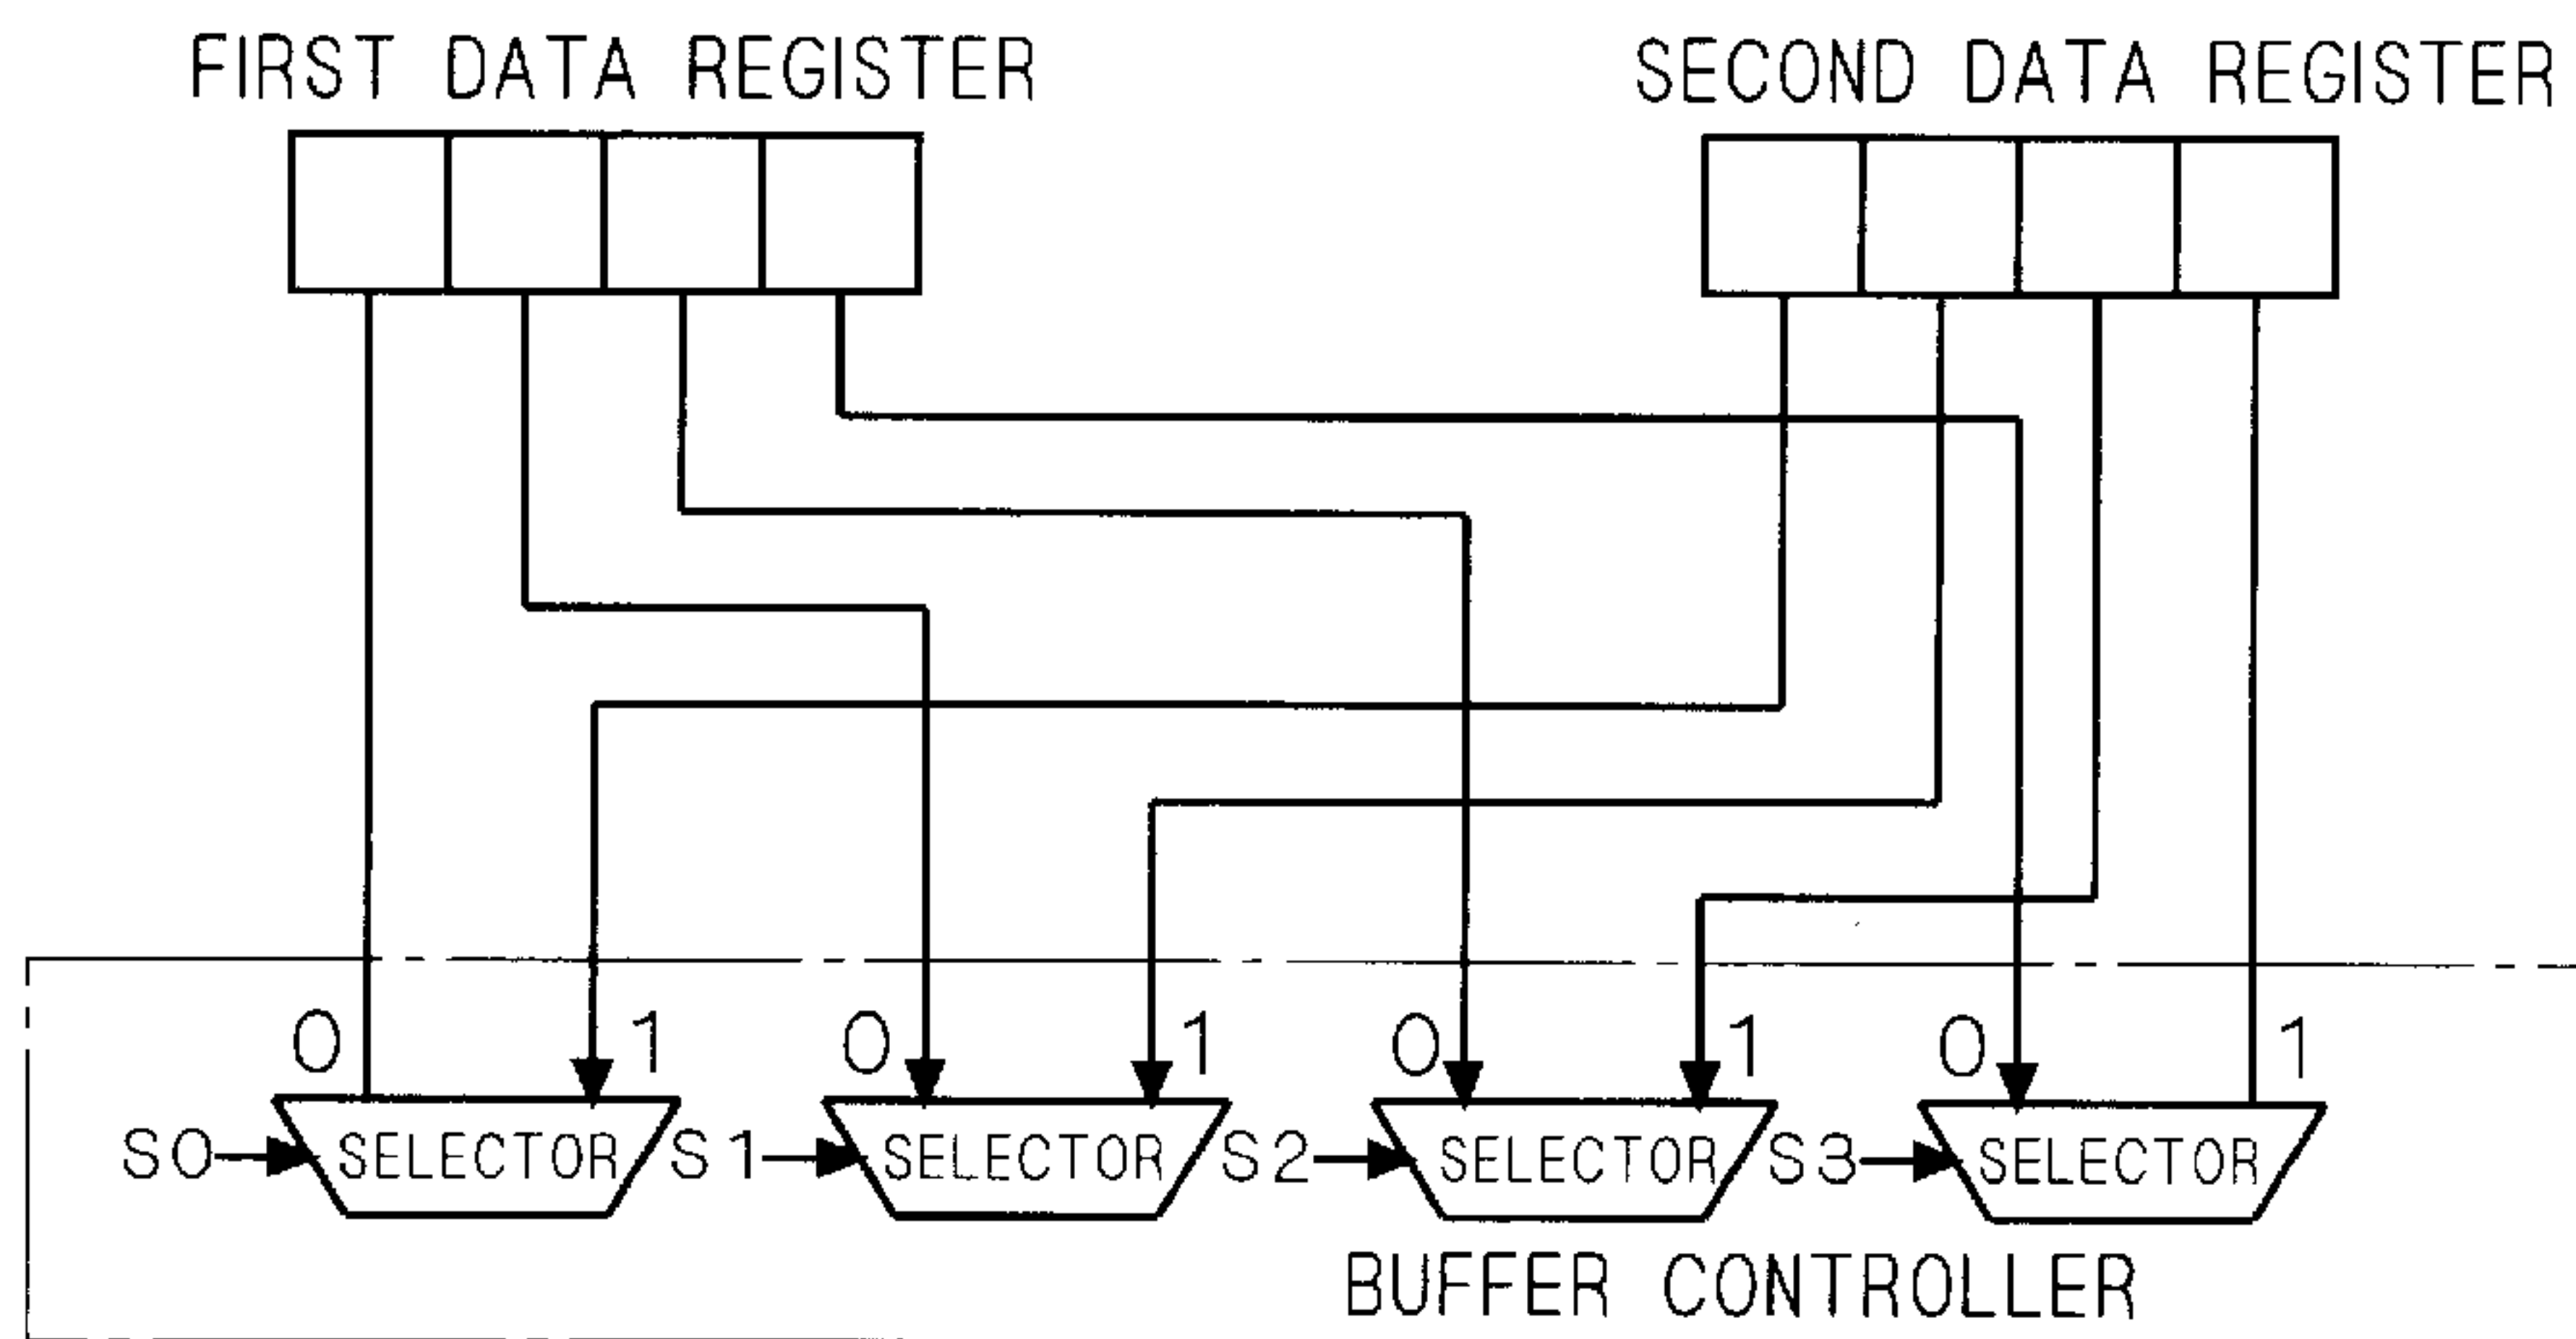 FIRST DATA REGISTER
SECOND DATA REGISTER
0 1 0 1 0 1 0 1
S0 SELECTOR S1 SELECTOR S2 SELECTOR S3 SELECTOR
BUFFER CONTROLLER